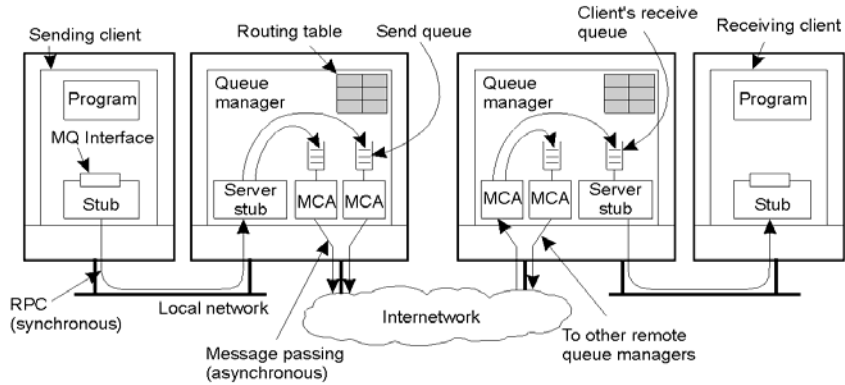 Sending client
Routing table
Send queue
Client's receive
queue
Receiving client
Program
MQ Interface
Stub
Queue
manager
Server
stub
MCA
MCA
Queue
manager
MCA
MCA
Server
stub
Program
Stub
RPC
(synchronous)
Local network
Message passing
(asynchronous)
Internetwork
To other remote
queue managers